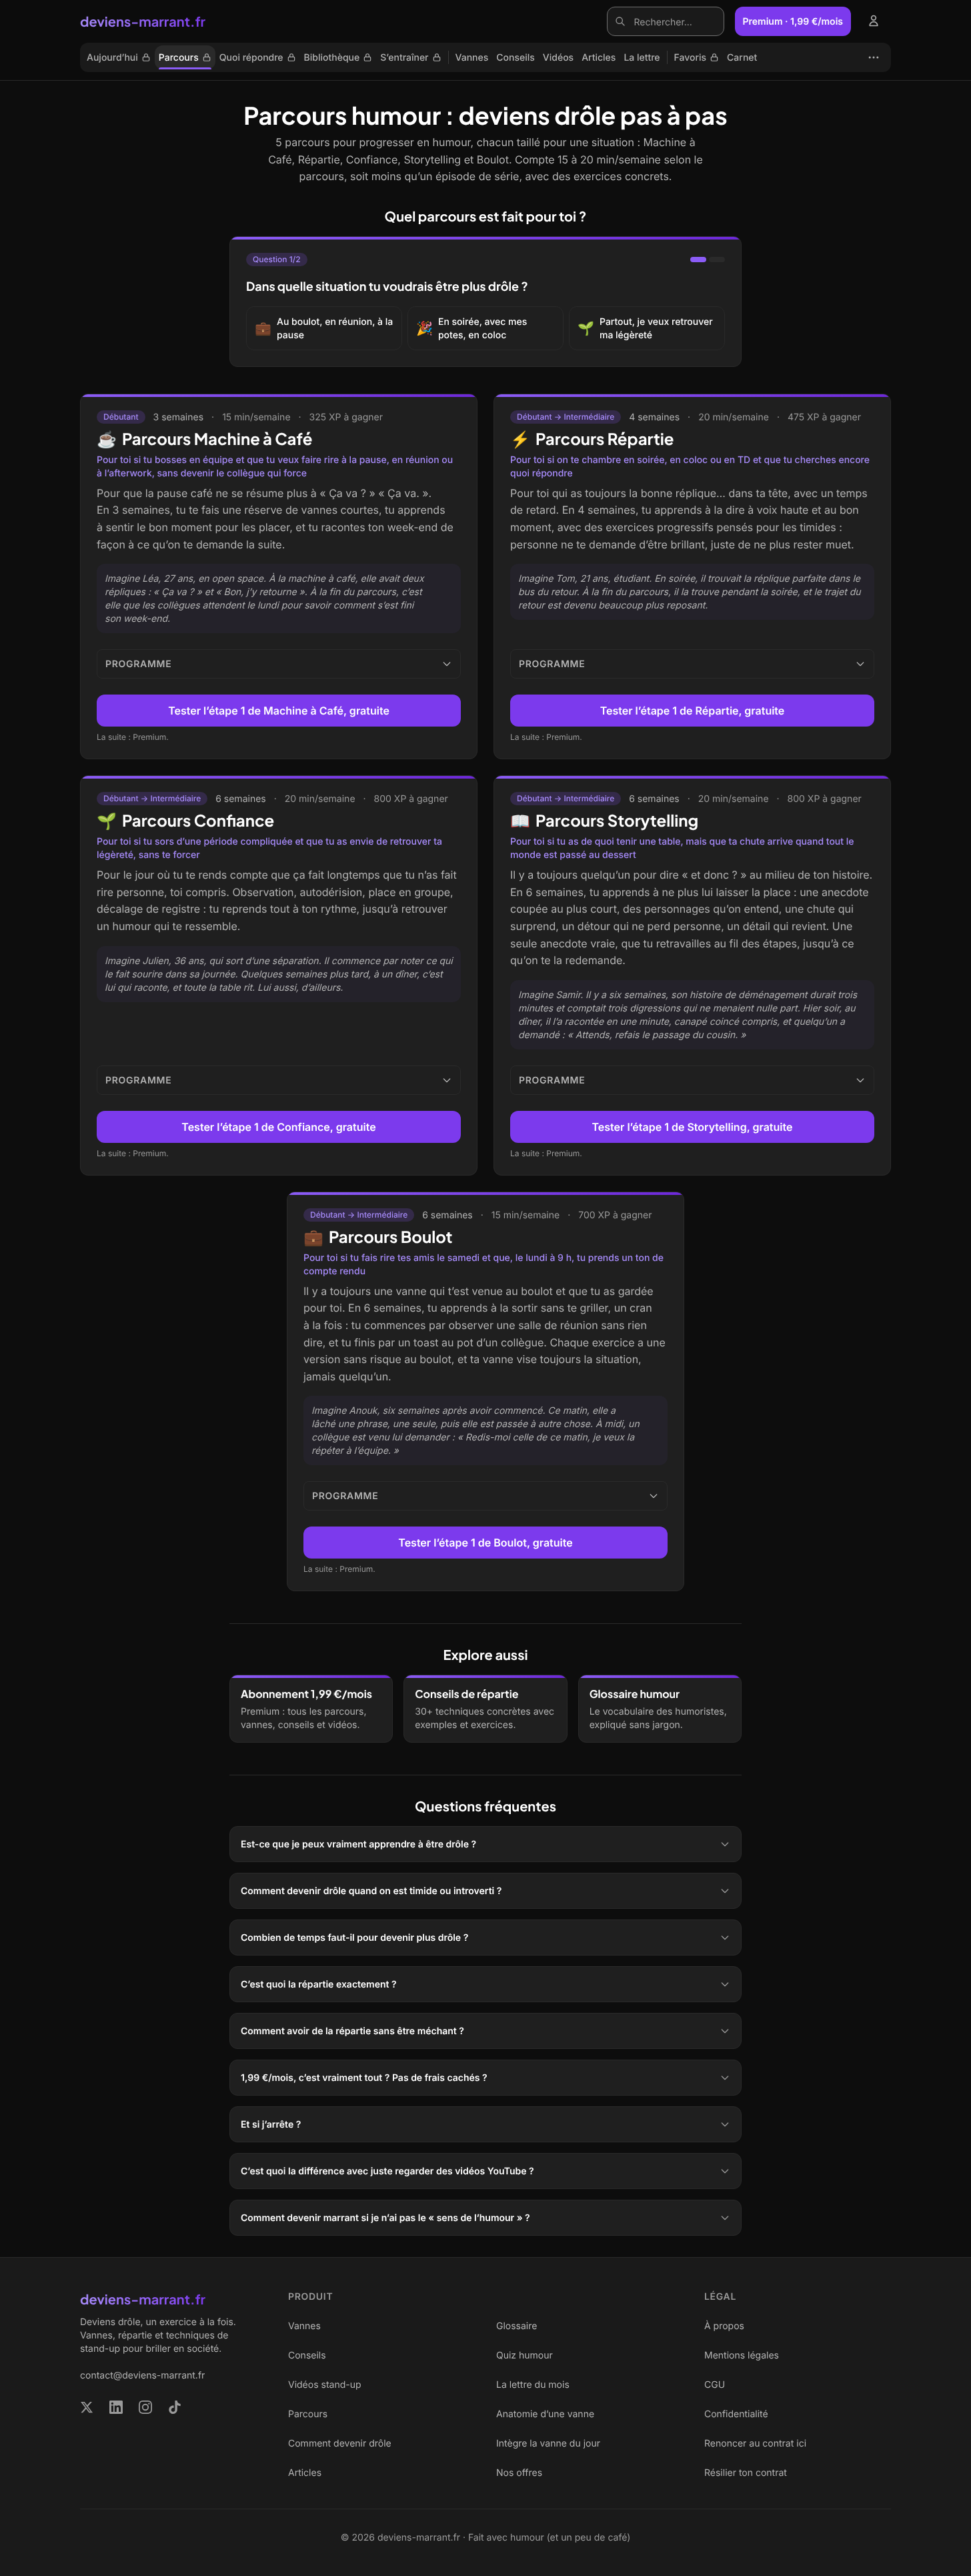 deviens-marrant.fr
Rechercher...
Premium · 1,99 €/mois
Aujourd’hui
Parcours
Quoi répondre
Bibliothèque
S’entraîner
Vannes
Conseils
Vidéos
Articles
La lettre
Favoris
Carnet
Parcours humour : deviens drôle pas à pas
5 parcours pour progresser en humour, chacun taillé pour une situation : Machine à
Café, Répartie, Confiance, Storytelling et Boulot. Compte 15 à 20 min/semaine selon le
parcours, soit moins qu’un épisode de série, avec des exercices concrets.
Quel parcours est fait pour toi ?
Question 1/2
Dans quelle situation tu voudrais être plus drôle ?
Au boulot, en réunion, à la
pause
En soirée, avec mes
potes, en coloc
Partout, je veux retrouver
ma légèreté
Débutant
3 semaines · 15 min/semaine · 325 XP à gagner
Parcours Machine à Café
Pour toi si tu bosses en équipe et que tu veux faire rire à la pause, en réunion ou
à l’afterwork, sans devenir le collègue qui force
Pour que la pause café ne se résume plus à « Ça va ? » « Ça va. ».
En 3 semaines, tu te fais une réserve de vannes courtes, tu apprends
à sentir le bon moment pour les placer, et tu racontes ton week-end de
façon à ce qu’on te demande la suite.
Imagine Léa, 27 ans, en open space. À la machine à café, elle avait deux
répliques : « Ça va ? » et « Bon, j’y retourne ». À la fin du parcours, c’est
elle que les collègues attendent le lundi pour savoir comment s’est fini
son week-end.
PROGRAMME
Tester l’étape 1 de Machine à Café, gratuite
La suite : Premium.
Débutant → Intermédiaire
4 semaines · 20 min/semaine · 475 XP à gagner
Parcours Répartie
Pour toi si on te chambre en soirée, en coloc ou en TD et que tu cherches encore
quoi répondre
Pour toi qui as toujours la bonne réplique... dans ta tête, avec un temps
de retard. En 4 semaines, tu apprends à la dire à voix haute et au bon
moment, avec des exercices progressifs pensés pour les timides :
personne ne te demande d’être brillant, juste de ne plus rester muet.
Imagine Tom, 21 ans, étudiant. En soirée, il trouvait la réplique parfaite dans le
bus du retour. À la fin du parcours, il la trouve pendant la soirée, et le trajet du
retour est devenu beaucoup plus reposant.
PROGRAMME
Tester l’étape 1 de Répartie, gratuite
La suite : Premium.
Débutant → Intermédiaire
6 semaines · 20 min/semaine · 800 XP à gagner
Parcours Confiance
Pour toi si tu sors d’une période compliquée et que tu as envie de retrouver ta
légèreté, sans te forcer
Pour le jour où tu te rends compte que ça fait longtemps que tu n’as fait
rire personne, toi compris. Observation, autodérision, place en groupe,
décalage de registre : tu reprends tout à ton rythme, jusqu’à retrouver
un humour qui te ressemble.
Imagine Julien, 36 ans, qui sort d’une séparation. Il commence par noter ce qui
le fait sourire dans sa journée. Quelques semaines plus tard, à un dîner, c’est
lui qui raconte, et toute la table rit. Lui aussi, d’ailleurs.
PROGRAMME
Tester l’étape 1 de Confiance, gratuite
La suite : Premium.
Débutant → Intermédiaire
6 semaines · 20 min/semaine · 800 XP à gagner
Parcours Storytelling
Pour toi si tu as de quoi tenir une table, mais que ta chute arrive quand tout le
monde est passé au dessert
Il y a toujours quelqu’un pour dire « et donc ? » au milieu de ton histoire.
En 6 semaines, tu apprends à ne plus lui laisser la place : une anecdote
coupée au plus court, des personnages qu’on entend, une chute qui
surprend, un détour qui ne perd personne, un détail qui revient. Une
seule anecdote vraie, que tu retravailles au fil des étapes, jusqu’à ce
qu’on te la redemande.
Imagine Samir. Il y a six semaines, son histoire de déménagement durait trois
minutes et comptait trois digressions qui ne menaient nulle part. Hier soir, au
dîner, il l’a racontée en une minute, canapé coincé compris, et quelqu’un a
demandé : « Attends, refais le passage du cousin. »
PROGRAMME
Tester l’étape 1 de Storytelling, gratuite
La suite : Premium.
Débutant → Intermédiaire
6 semaines · 15 min/semaine · 700 XP à gagner
Parcours Boulot
Pour toi si tu fais rire tes amis le samedi et que, le lundi à 9 h, tu prends un ton de
compte rendu
Il y a toujours une vanne qui t’est venue au boulot et que tu as gardée
pour toi. En 6 semaines, tu apprends à la sortir sans te griller, un cran
à la fois : tu commences par observer une salle de réunion sans rien
dire, et tu finis par un toast au pot d’un collègue. Chaque exercice a une
version sans risque au boulot, et ta vanne vise toujours la situation,
jamais quelqu’un.
Imagine Anouk, six semaines après avoir commencé. Ce matin, elle a
lâché une phrase, une seule, puis elle est passée à autre chose. À midi, un
collègue est venu lui demander : « Redis-moi celle de ce matin, je veux la
répéter à l’équipe. »
PROGRAMME
Tester l’étape 1 de Boulot, gratuite
La suite : Premium.
Explore aussi
Abonnement 1,99 €/mois
Premium : tous les parcours,
vannes, conseils et vidéos.
Conseils de répartie
30+ techniques concrètes avec
exemples et exercices.
Glossaire humour
Le vocabulaire des humoristes,
expliqué sans jargon.
Questions fréquentes
Est-ce que je peux vraiment apprendre à être drôle ?
Comment devenir drôle quand on est timide ou introverti ?
Combien de temps faut-il pour devenir plus drôle ?
C’est quoi la répartie exactement ?
Comment avoir de la répartie sans être méchant ?
1,99 €/mois, c’est vraiment tout ? Pas de frais cachés ?
Et si j’arrête ?
C’est quoi la différence avec juste regarder des vidéos YouTube ?
Comment devenir marrant si je n’ai pas le « sens de l’humour » ?
deviens-marrant.fr
Deviens drôle, un exercice à la fois.
Vannes, répartie et techniques de
stand-up pour briller en société.
contact@deviens-marrant.fr
PRODUIT
Vannes
Conseils
Vidéos stand-up
Parcours
Comment devenir drôle
Articles
Glossaire
Quiz humour
La lettre du mois
Anatomie d’une vanne
Intègre la vanne du jour
Nos offres
LÉGAL
À propos
Mentions légales
CGU
Confidentialité
Renoncer au contrat ici
Résilier ton contrat
© 2026 deviens-marrant.fr · Fait avec humour (et un peu de café)